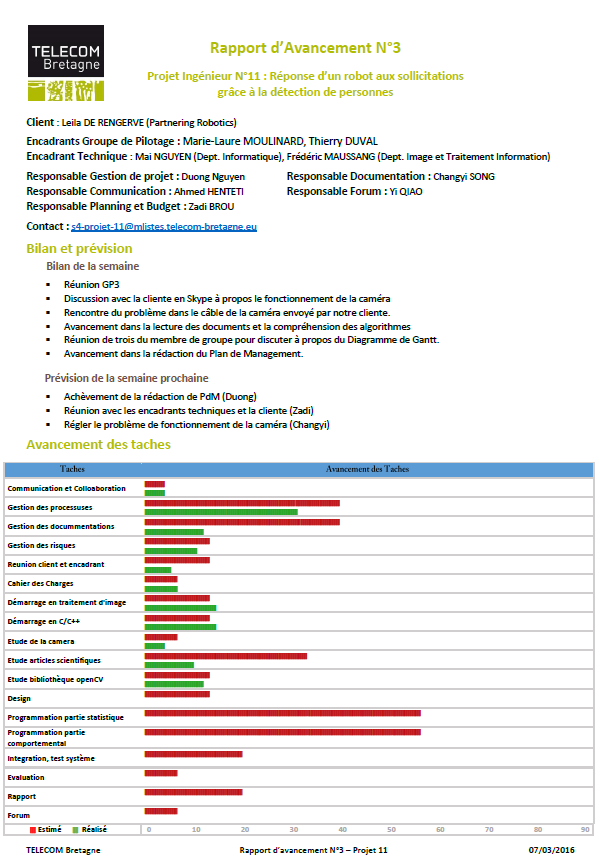 TELECOM
Bretagne
Rapport d’Avancement N°3
Projet Ingénieur N°11 : Réponse d’un robot aux sollicitations
grâce à la détection de personnes
Client : Leila DE RENGERVE (Partnering Robotics)
Encadrants Groupe de Pilotage : Marie-Laure MOULINARD, Thierry DUVAL
Encadrant Technique : Mai NGUYEN (Dept. Informatique), Frédéric MAUSSANG (Dept. Image et Traitement Information)
Responsable Gestion de projet : Duong Nguyen Responsable Documentation : Changyi SONG
Responsable Communication : Ahmed HENTETI Responsable Forum : Yi QIAO
Responsable Planning et Budget : Zadi BROU
Contact : s4-projet-11@mlistes.telecom-bretagne.eu
Bilan et prévision
Bilan de la semaine
▪ Réunion GP3
▪ Discussion avec la cliente en Skype à propos le fonctionnement de la caméra
▪ Rencontre du problème dans le câble de la caméra envoyé par notre cliente.
▪ Avancement dans la lecture des documents et la compréhension des algorithmes
▪ Réunion de trois du membre de groupe pour discuter à propos du Diagramme de Gantt.
▪ Avancement dans la rédaction du Plan de Management.
Prévision de la semaine prochaine
▪ Achèvement de la rédaction de PdM (Duong)
▪ Réunion avec les encadrants techniques et la cliente (Zadi)
▪ Régler le problème de fonctionnement de la caméra (Changyi)
Avancement des taches
Taches Avancement des Taches
Communication et Colloaboration
Gestion des processuses
Gestion des docummentations
Gestion des risques
Reunion client et encadrant
Cahier des Charges
Démarrage en traitement d'image
Démarrage en C/C++
Etude de la camera
Etude articles scientifiques
Etude bibliothèque openCV
Design
Programmation partie statistique
Programmation partie
comportemental
Integration, test système
Evaluation
Rapport
Forum
Estimé Réalisé 0 10 20 30 40 50 60 70 80 90
TELECOM Bretagne Rapport d’avancement N°3 – Projet 11 07/03/2016